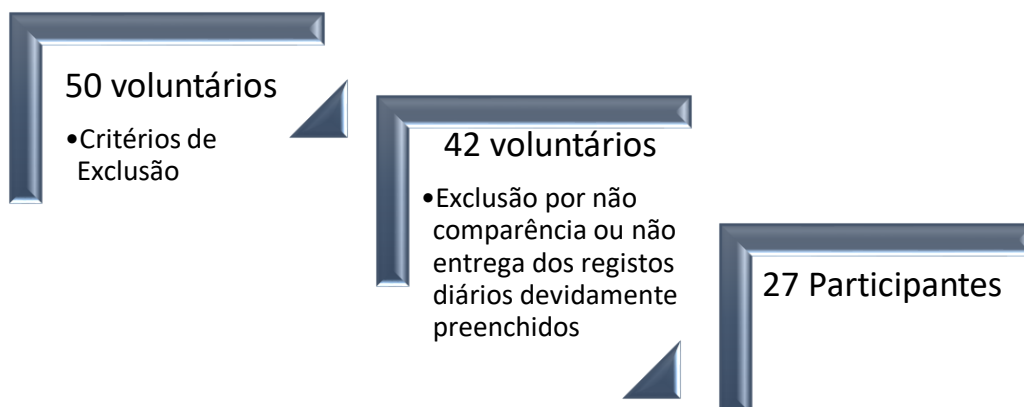 50 voluntários
•Critérios de
Exclusão
42 voluntários
•Exclusão por não
comparência ou não
entrega dos registos
diários devidamente
preenchidos
27 Participantes